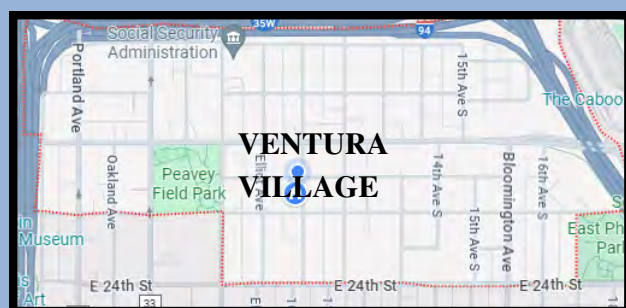 35W
94
Social Security
Administration
Portland Ave
15th Ave S
The Caboo
VENTURA
VILLAGE
Oakland Ave
Peavey
Field Park
Elliot Ave
14th Ave S
Bloomington Ave
16th Ave S
15th Ave S
Museum
East Ph
Park
E 24th St
E 24th St
E 24th St
33
Art